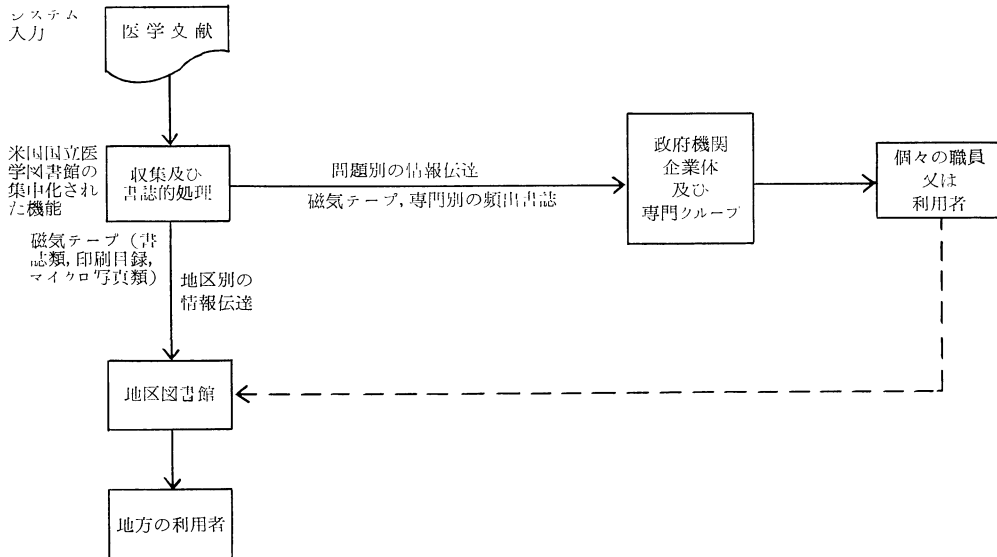 システム
入力
医学文献
米国国立医
学図書館の
集中化され
た機能
収集及び
書誌的処理
問題別の情報伝達
磁気テープ,専門別の頻出書誌
政府機関
企業体
及び
専門グループ
個々の職員
又は
利用者
磁気テープ(書
誌類,印刷目録,
マイクロ写真類)
地区別の
情報伝達
地区図書館
地方の利用者